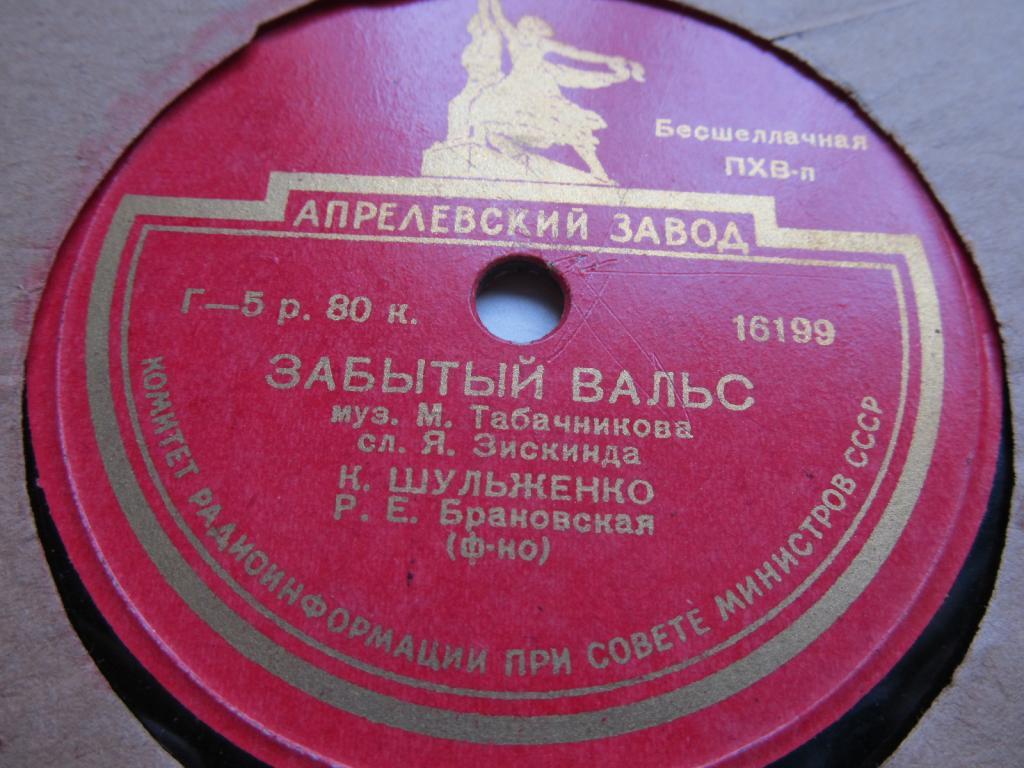 Бесшеллачная
ПХВ-п
АПРЕЛЕВСКИЙ ЗАВОД
Г—5 р. 80 к.
16199
ЗАБЫТЫЙ ВАЛЬС
муз. М. Табачникова
сл. Я. Зискинда
К. ШУЛЬЖЕНКО
Р. Е. Брановская
(ф-но)
КОМИТЕТ РАДИОИНФОРМАЦИИ ПРИ СОВЕТЕ МИНИСТРОВ СССР